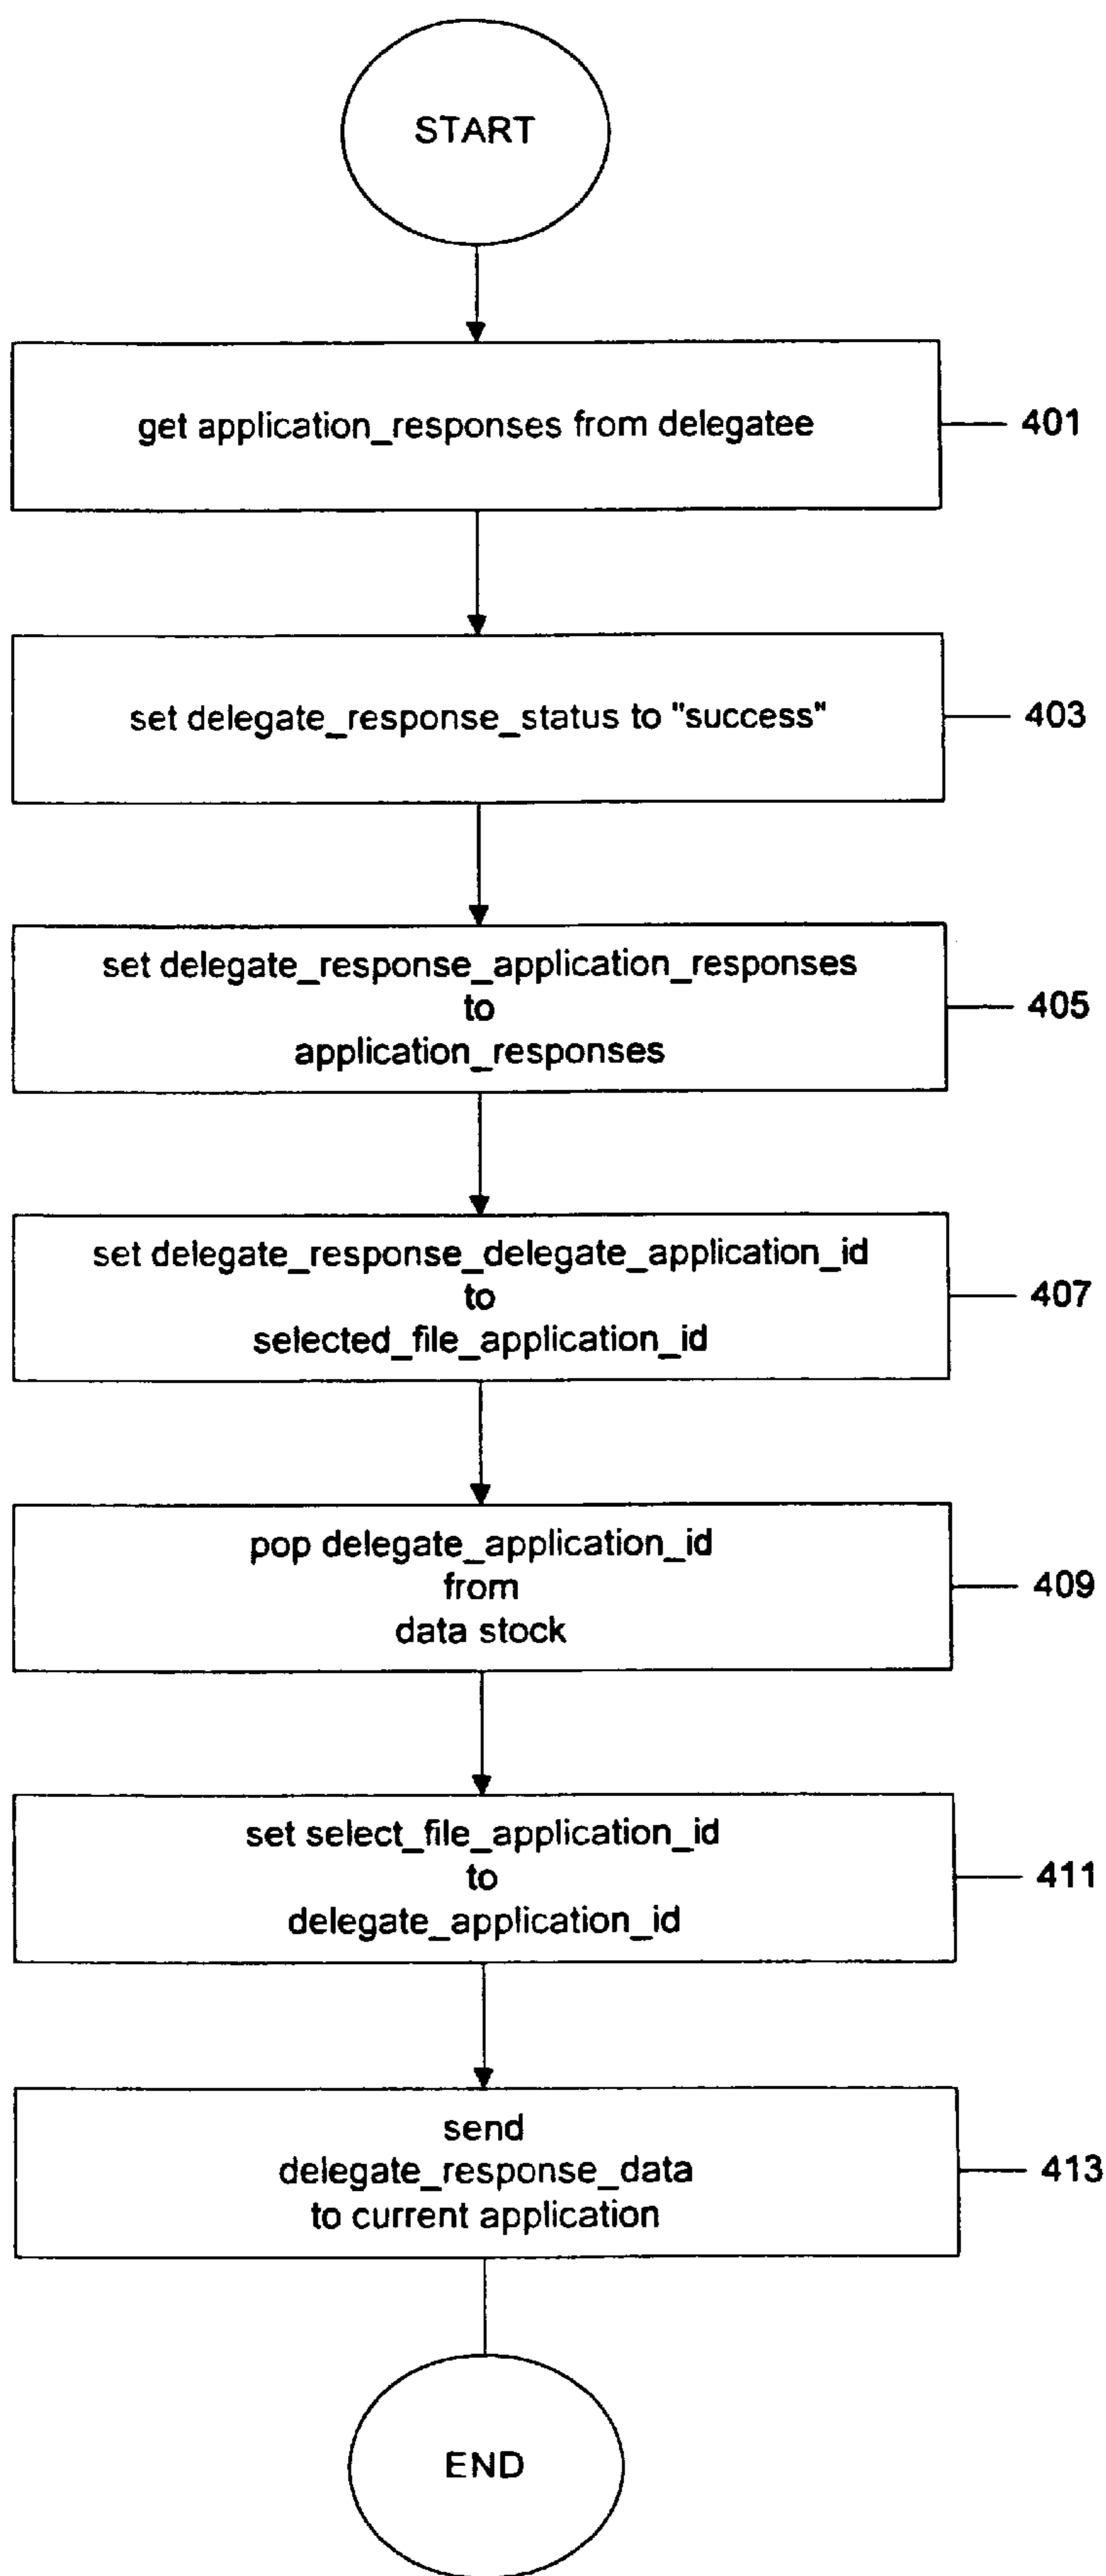 START
get application_responses from delegatee
401
set delegate_response_status to "success"
403
set delegate_response_application_responses
to
application_responses
405
set delegate_response_delegate_application_id
to
selected_file_application_id
407
pop delegate_application_id
from
data stock
409
set select_file_application_id
to
delegate_application_id
411
send
delegate_response_data
to current application
413
END